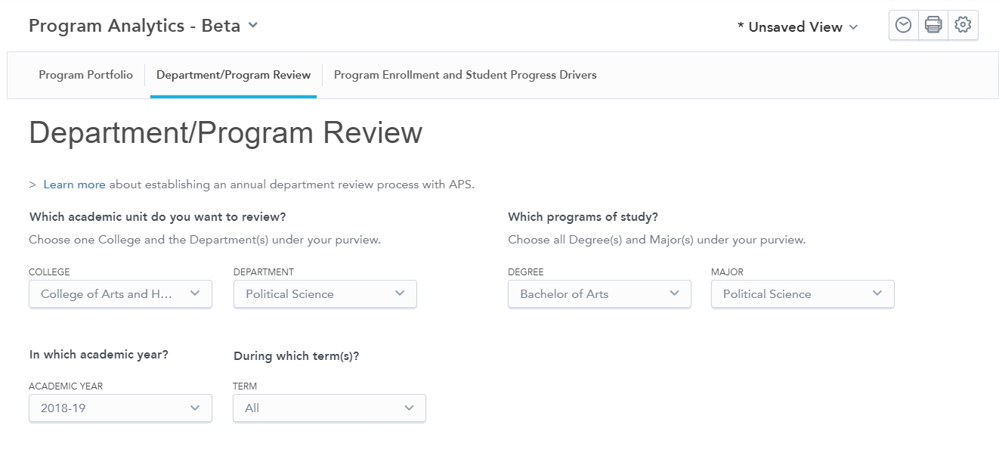 Program Analytics - Beta
* Unsaved View
Program Portfolio
Department/Program Review
Program Enrollment and Student Progress Drivers
Department/Program Review
> Learn more about establishing an annual department review process with APS.
Which academic unit do you want to review?
Choose one College and the Department(s) under your purview.
Which programs of study?
Choose all Degree(s) and Major(s) under your purview.
COLLEGE
College of Arts and H...
DEPARTMENT
Political Science
DEGREE
Bachelor of Arts
MAJOR
Political Science
In which academic year?
ACADEMIC YEAR
2018-19
During which term(s)?
TERM
All